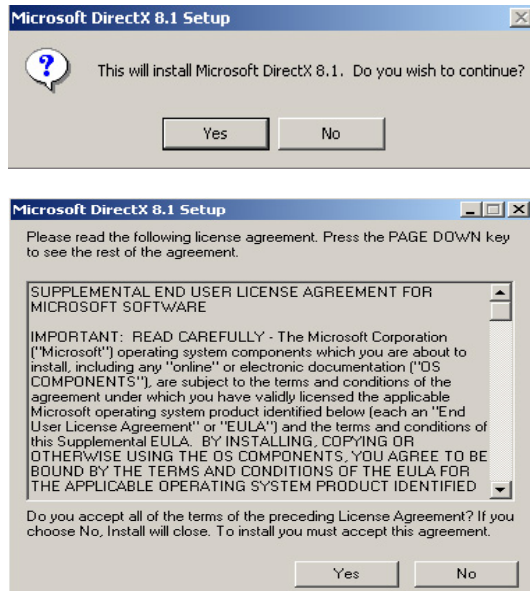 Microsoft DirectX 8.1 Setup
This will install Microsoft DirectX 8.1.  Do you wish to continue?
Yes No
Microsoft DirectX 8.1 Setup
Please read the following license agreement. Press the PAGE DOWN key
to see the rest of the agreement.
SUPPLEMENTAL END USER LICENSE AGREEMENT FOR
MICROSOFT SOFTWARE
IMPORTANT:  READ CAREFULLY - The Microsoft Corporation
("Microsoft") operating system components which you are about to
install, including any "online" or electronic documentation ("OS
COMPONENTS"), are subject to the terms and conditions of the
agreement under which you have validly licensed the applicable
Microsoft operating system product identified below (each an "End
User License Agreement" or "EULA") and the terms and conditions of
this Supplemental EULA.  BY INSTALLING, COPYING OR
OTHERWISE USING THE OS COMPONENTS, YOU AGREE TO BE
BOUND BY THE TERMS AND CONDITIONS OF THE EULA FOR
THE APPLICABLE OPERATING SYSTEM PRODUCT IDENTIFIED
Do you accept all of the terms of the preceding License Agreement? If you
choose No, Install will close. To install you must accept this agreement.
Yes No